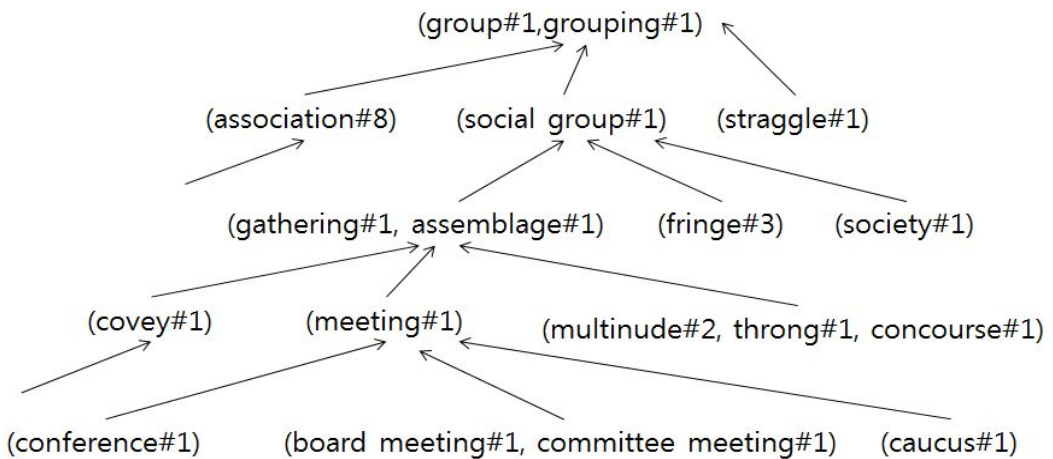 (group#1,grouping#1)
(association#8) (social group#1) (straggle#1)
(gathering#1, assemblage#1) (fringe#3) (society#1)
(covey#1) (meeting#1) (multinude#2, throng#1, concourse#1)
(conference#1) (board meeting#1, committee meeting#1) (caucus#1)